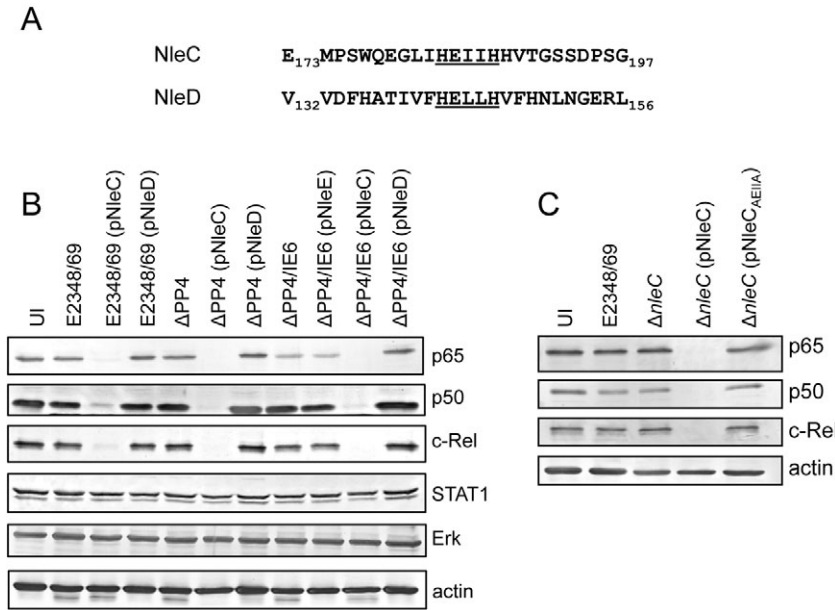 A
NleC E173MPSWQEGLIHEIIHHVTGSSDPSG197
NleD V132VDFHATIVFHELLHVFHNLNGERL156
B
UI
E2348/69
E2348/69 (pNleC)
E2348/69 (pNleD)
ΔPP4
ΔPP4 (pNleC)
ΔPP4 (pNleD)
ΔPP4/IE6
ΔPP4/IE6 (pNleE)
ΔPP4/IE6 (pNleC)
ΔPP4/IE6 (pNleD)
p65
p50
c-Rel
STAT1
Erk
actin
C
UI
E2348/69
ΔnleC
ΔnleC (pNleC)
ΔnleC (pNleCAEIIA)
p65
p50
c-Rel
actin